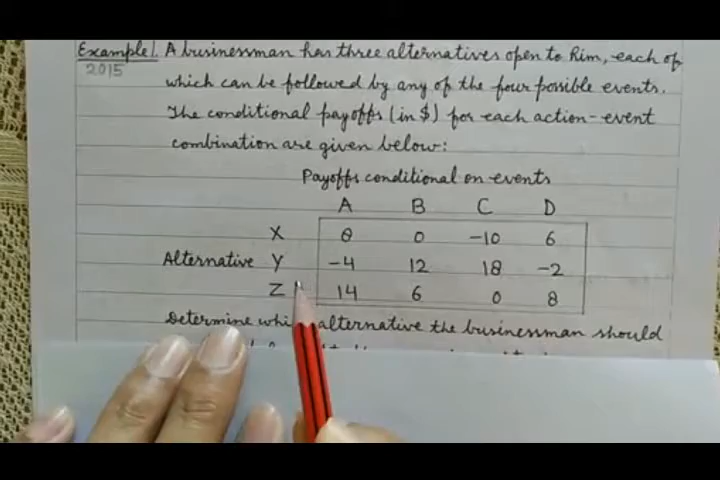 Example 1. A businessman has three alternatives open to him, each of
2015 which can be followed by any of the four possible events.
The conditional payoffs (in $) for each action-event
combination are given below:
Payoffs conditional on events
A B C D
X 8 0 -10 6
Alternative Y -4 12 18 -2
Z 14 6 0 8
Determine alternative the businessman should